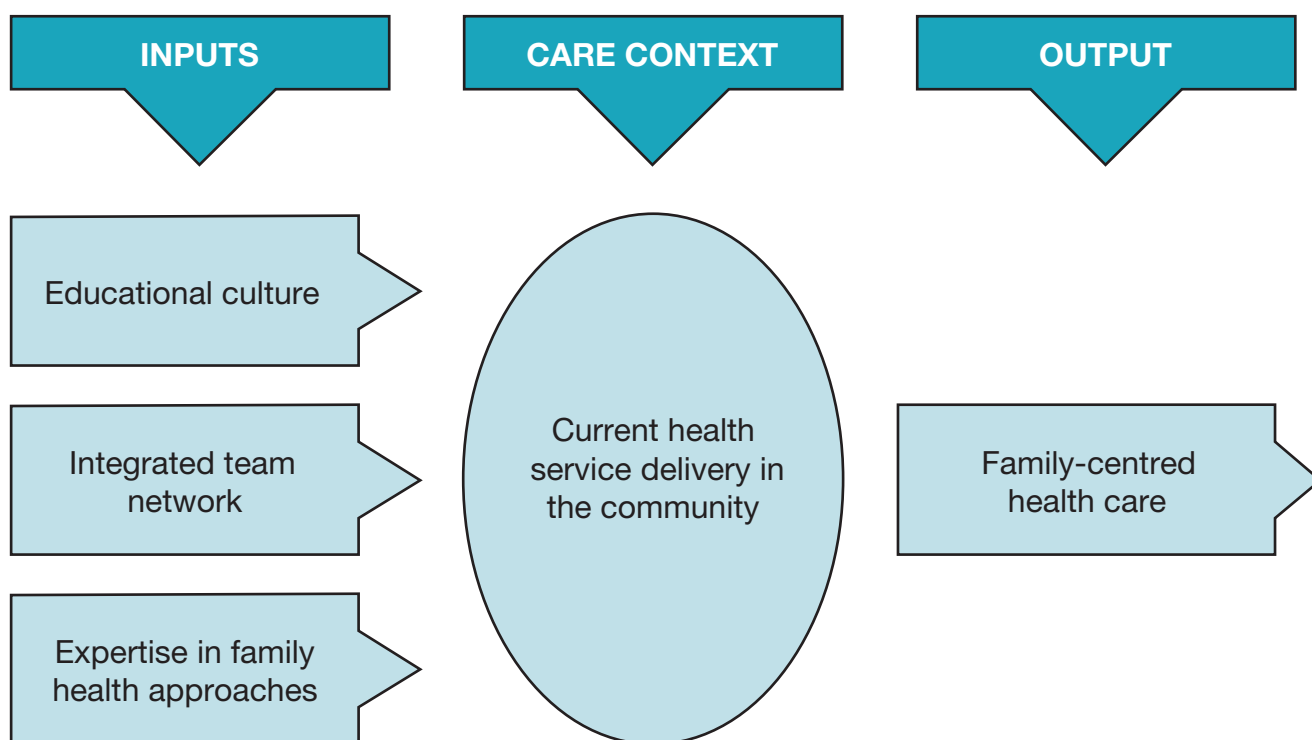 INPUTS
CARE CONTEXT
OUTPUT
Educational culture
Integrated team
network
Expertise in family
health approaches
Current health
service delivery in
the community
Family-centred
health care